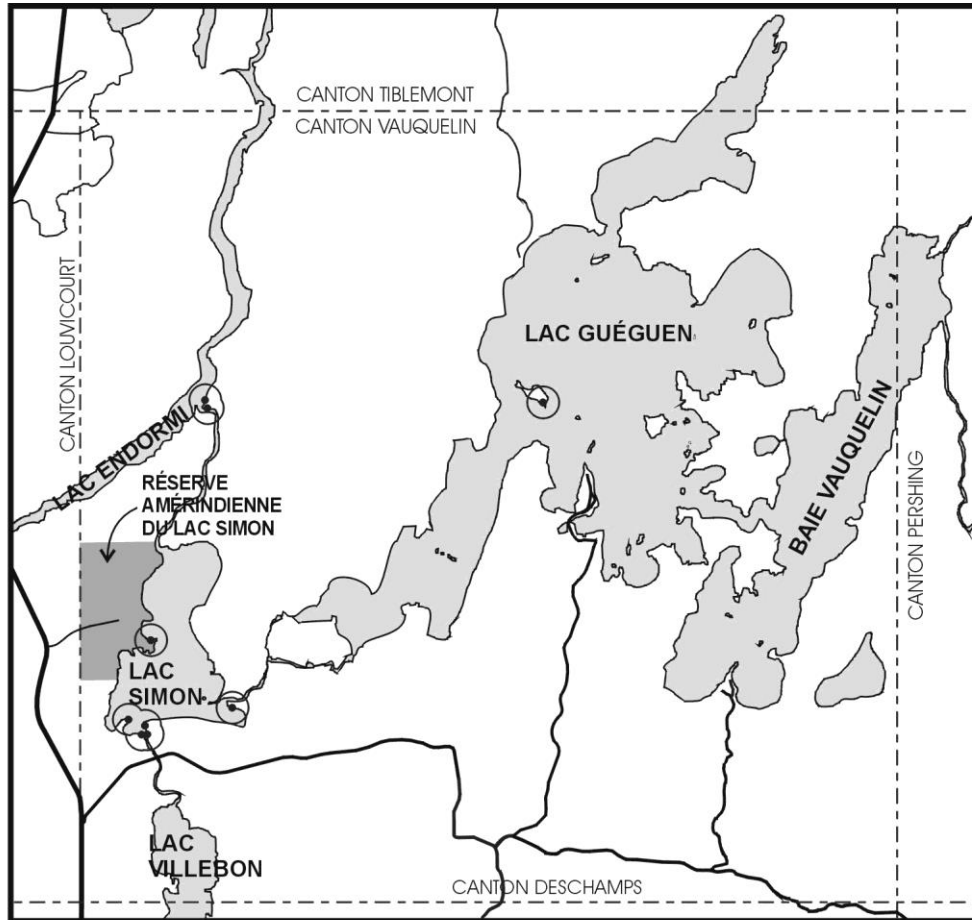 CANTON TIBLEMONT
CANTON VAUQUELIN
CANTON LOUVICOURT
LAC GUÉGUEN
LAC ENDORMI
BAIE VAUQUELIN
CANTON PERSHING
RÉSERVE
AMÉRINDIENNE
DU LAC SIMON
LAC
SIMON
LAC
VILLEBON
CANTON DESCHAMPS